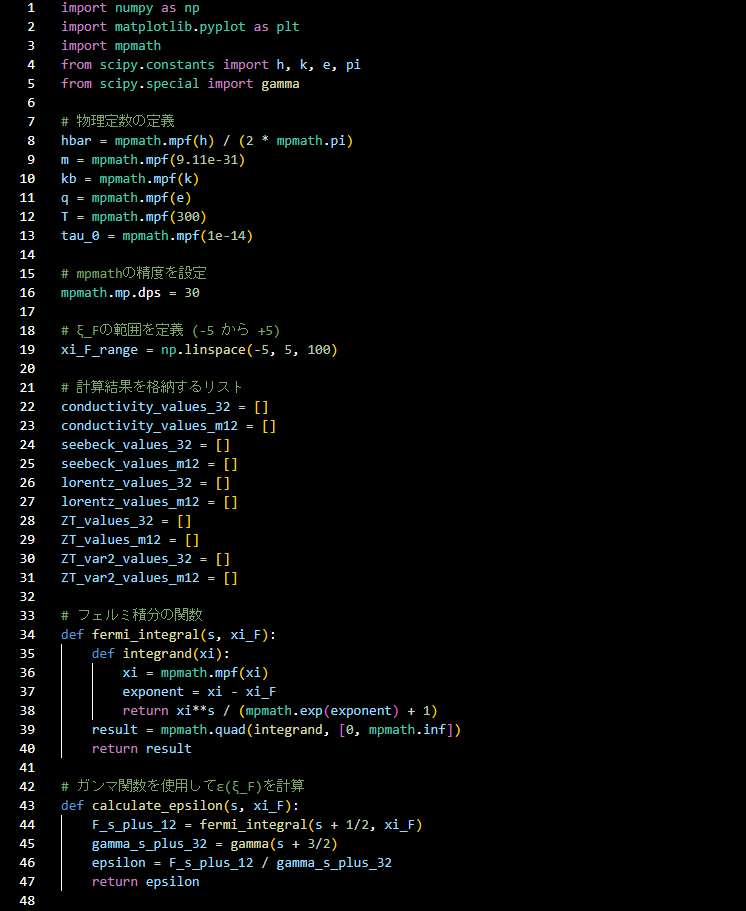 1 import numpy as np
2 import matplotlib.pyplot as plt
3 import mpmath
4 from scipy.constants import h, k, e, pi
5 from scipy.special import gamma
6
7 # 物理定数の定義
8 hbar = mpmath.mpf(h) / (2 * mpmath.pi)
9 m = mpmath.mpf(9.11e-31)
10 kb = mpmath.mpf(k)
11 q = mpmath.mpf(e)
12 T = mpmath.mpf(300)
13 tau_0 = mpmath.mpf(1e-14)
14
15 # mpmathの精度を設定
16 mpmath.mp.dps = 30
17
18 # ξ_Fの範囲を定義 (-5 から +5)
19 xi_F_range = np.linspace(-5, 5, 100)
20
21 # 計算結果を格納するリスト
22 conductivity_values_32 = []
23 conductivity_values_m12 = []
24 seebeck_values_32 = []
25 seebeck_values_m12 = []
26 lorentz_values_32 = []
27 lorentz_values_m12 = []
28 ZT_values_32 = []
29 ZT_values_m12 = []
30 ZT_var2_values_32 = []
31 ZT_var2_values_m12 = []
32
33 # フェルミ積分の関数
34 def fermi_integral(s, xi_F):
35     def integrand(xi):
36         xi = mpmath.mpf(xi)
37         exponent = xi - xi_F
38         return xi**s / (mpmath.exp(exponent) + 1)
39     result = mpmath.quad(integrand, [0, mpmath.inf])
40     return result
41
42 # ガンマ関数を使用してε(ξ_F)を計算
43 def calculate_epsilon(s, xi_F):
44     F_s_plus_12 = fermi_integral(s + 1/2, xi_F)
45     gamma_s_plus_32 = gamma(s + 3/2)
46     epsilon = F_s_plus_12 / gamma_s_plus_32
47     return epsilon
48